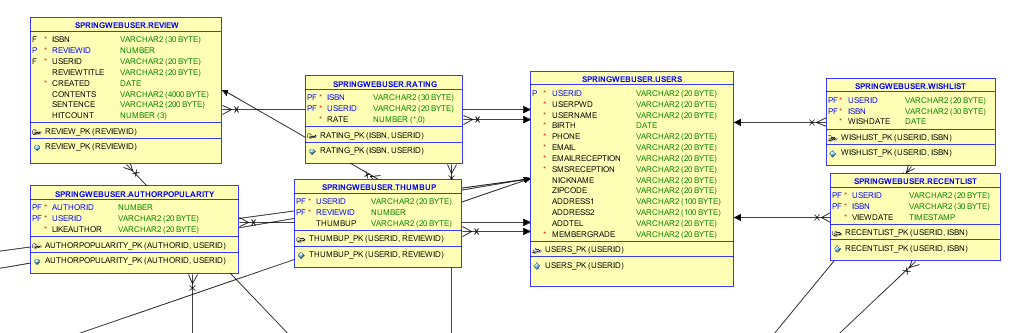 SPRINGWEBUSER.REVIEW
F * ISBN VARCHAR2 (30 BYTE)
P * REVIEWID NUMBER
F * USERID VARCHAR2 (20 BYTE)
REVIEWTITLE VARCHAR2 (20 BYTE)
* CREATED DATE
CONTENTS VARCHAR2 (4000 BYTE)
SENTENCE VARCHAR2 (200 BYTE)
HITCOUNT NUMBER (3)
REVIEW_PK (REVIEWID)
REVIEW_PK (REVIEWID)
SPRINGWEBUSER.RATING
PF * ISBN VARCHAR2 (30 BYTE)
PF * USERID VARCHAR2 (20 BYTE)
* RATE NUMBER (*,0)
RATING_PK (ISBN, USERID)
RATING_PK (ISBN, USERID)
SPRINGWEBUSER.USERS
P * USERID VARCHAR2 (20 BYTE)
* USERPWD VARCHAR2 (20 BYTE)
* USERNAME VARCHAR2 (20 BYTE)
* BIRTH DATE
* PHONE VARCHAR2 (20 BYTE)
* EMAIL VARCHAR2 (20 BYTE)
* EMAILRECEPTION VARCHAR2 (20 BYTE)
* SMSRECEPTION VARCHAR2 (20 BYTE)
NICKNAME VARCHAR2 (20 BYTE)
ZIPCODE VARCHAR2 (20 BYTE)
ADDRESS1 VARCHAR2 (100 BYTE)
ADDRESS2 VARCHAR2 (100 BYTE)
ADDTEL VARCHAR2 (20 BYTE)
* MEMBERGRADE VARCHAR2 (20 BYTE)
USERS_PK (USERID)
USERS_PK (USERID)
SPRINGWEBUSER.WISHLIST
PF * USERID VARCHAR2 (20 BYTE)
PF * ISBN VARCHAR2 (30 BYTE)
* WISHDATE DATE
WISHLIST_PK (USERID, ISBN)
WISHLIST_PK (USERID, ISBN)
SPRINGWEBUSER.AUTHORPOPULARITY
PF * AUTHORID NUMBER
PF * USERID VARCHAR2 (20 BYTE)
* LIKEAUTHOR VARCHAR2 (20 BYTE)
AUTHORPOPULARITY_PK (AUTHORID, USERID)
AUTHORPOPULARITY_PK (AUTHORID, USERID)
SPRINGWEBUSER.THUMBUP
PF * USERID VARCHAR2 (20 BYTE)
PF * REVIEWID NUMBER
THUMBUP VARCHAR2 (20 BYTE)
THUMBUP_PK (USERID, REVIEWID)
THUMBUP_PK (USERID, REVIEWID)
SPRINGWEBUSER.RECENTLIST
PF * USERID VARCHAR2 (20 BYTE)
PF * ISBN VARCHAR2 (30 BYTE)
* VIEWDATE TIMESTAMP
RECENTLIST_PK (USERID, ISBN)
RECENTLIST_PK (USERID, ISBN)